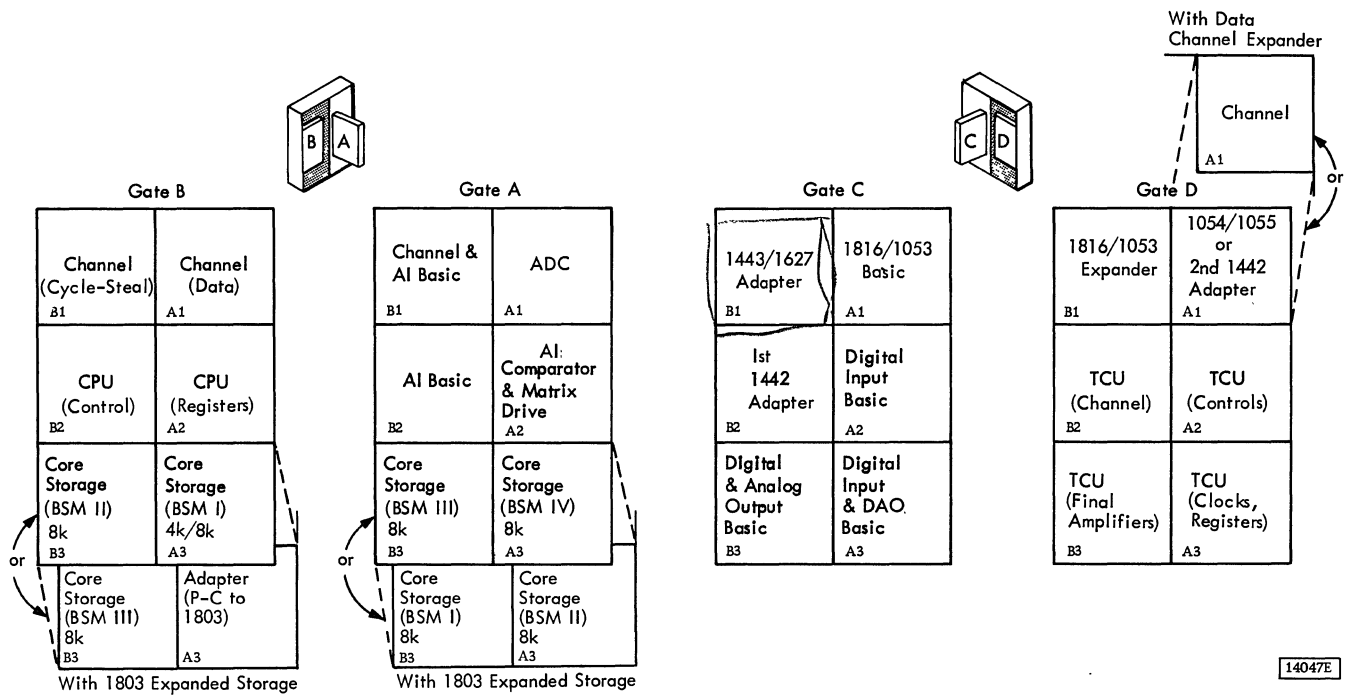 With Data
Channel Expander
Channel
A1
or
B
A
C
D
Gate B
Channel
(Cycle-Steal)
B1
Channel
(Data)
A1
CPU
(Control)
B2
CPU
(Registers)
A2
Core
Storage
(BSM II)
8k
B3
Core
Storage
(BSM I)
4k/8k
A3
or
Core
Storage
(BSM III)
8k
B3
Adapter
(P-C to
1803)
A3
With 1803 Expanded Storage
Gate A
Channel &
AI Basic
B1
ADC
A1
AI Basic
B2
AI:
Comparator
& Matrix
Drive
A2
Core
Storage
(BSM III)
8k
B3
Core
Storage
(BSM IV)
8k
A3
or
Core
Storage
(BSM I)
8k
B3
Core
Storage
(BSM II)
8k
A3
With 1803 Expanded Storage
Gate C
1443/1627
Adapter
B1
1816/1053
Basic
A1
1st
1442
Adapter
B2
Digital
Input
Basic
A2
Digital
& Analog
Output
Basic
B3
Digital
Input
& DAO
Basic
A3
Gate D
1816/1053
Expander
B1
1054/1055
or
2nd 1442
Adapter
A1
TCU
(Channel)
B2
TCU
(Controls)
A2
TCU
(Final
Amplifiers)
B3
TCU
(Clocks,
Registers)
A3
14047E